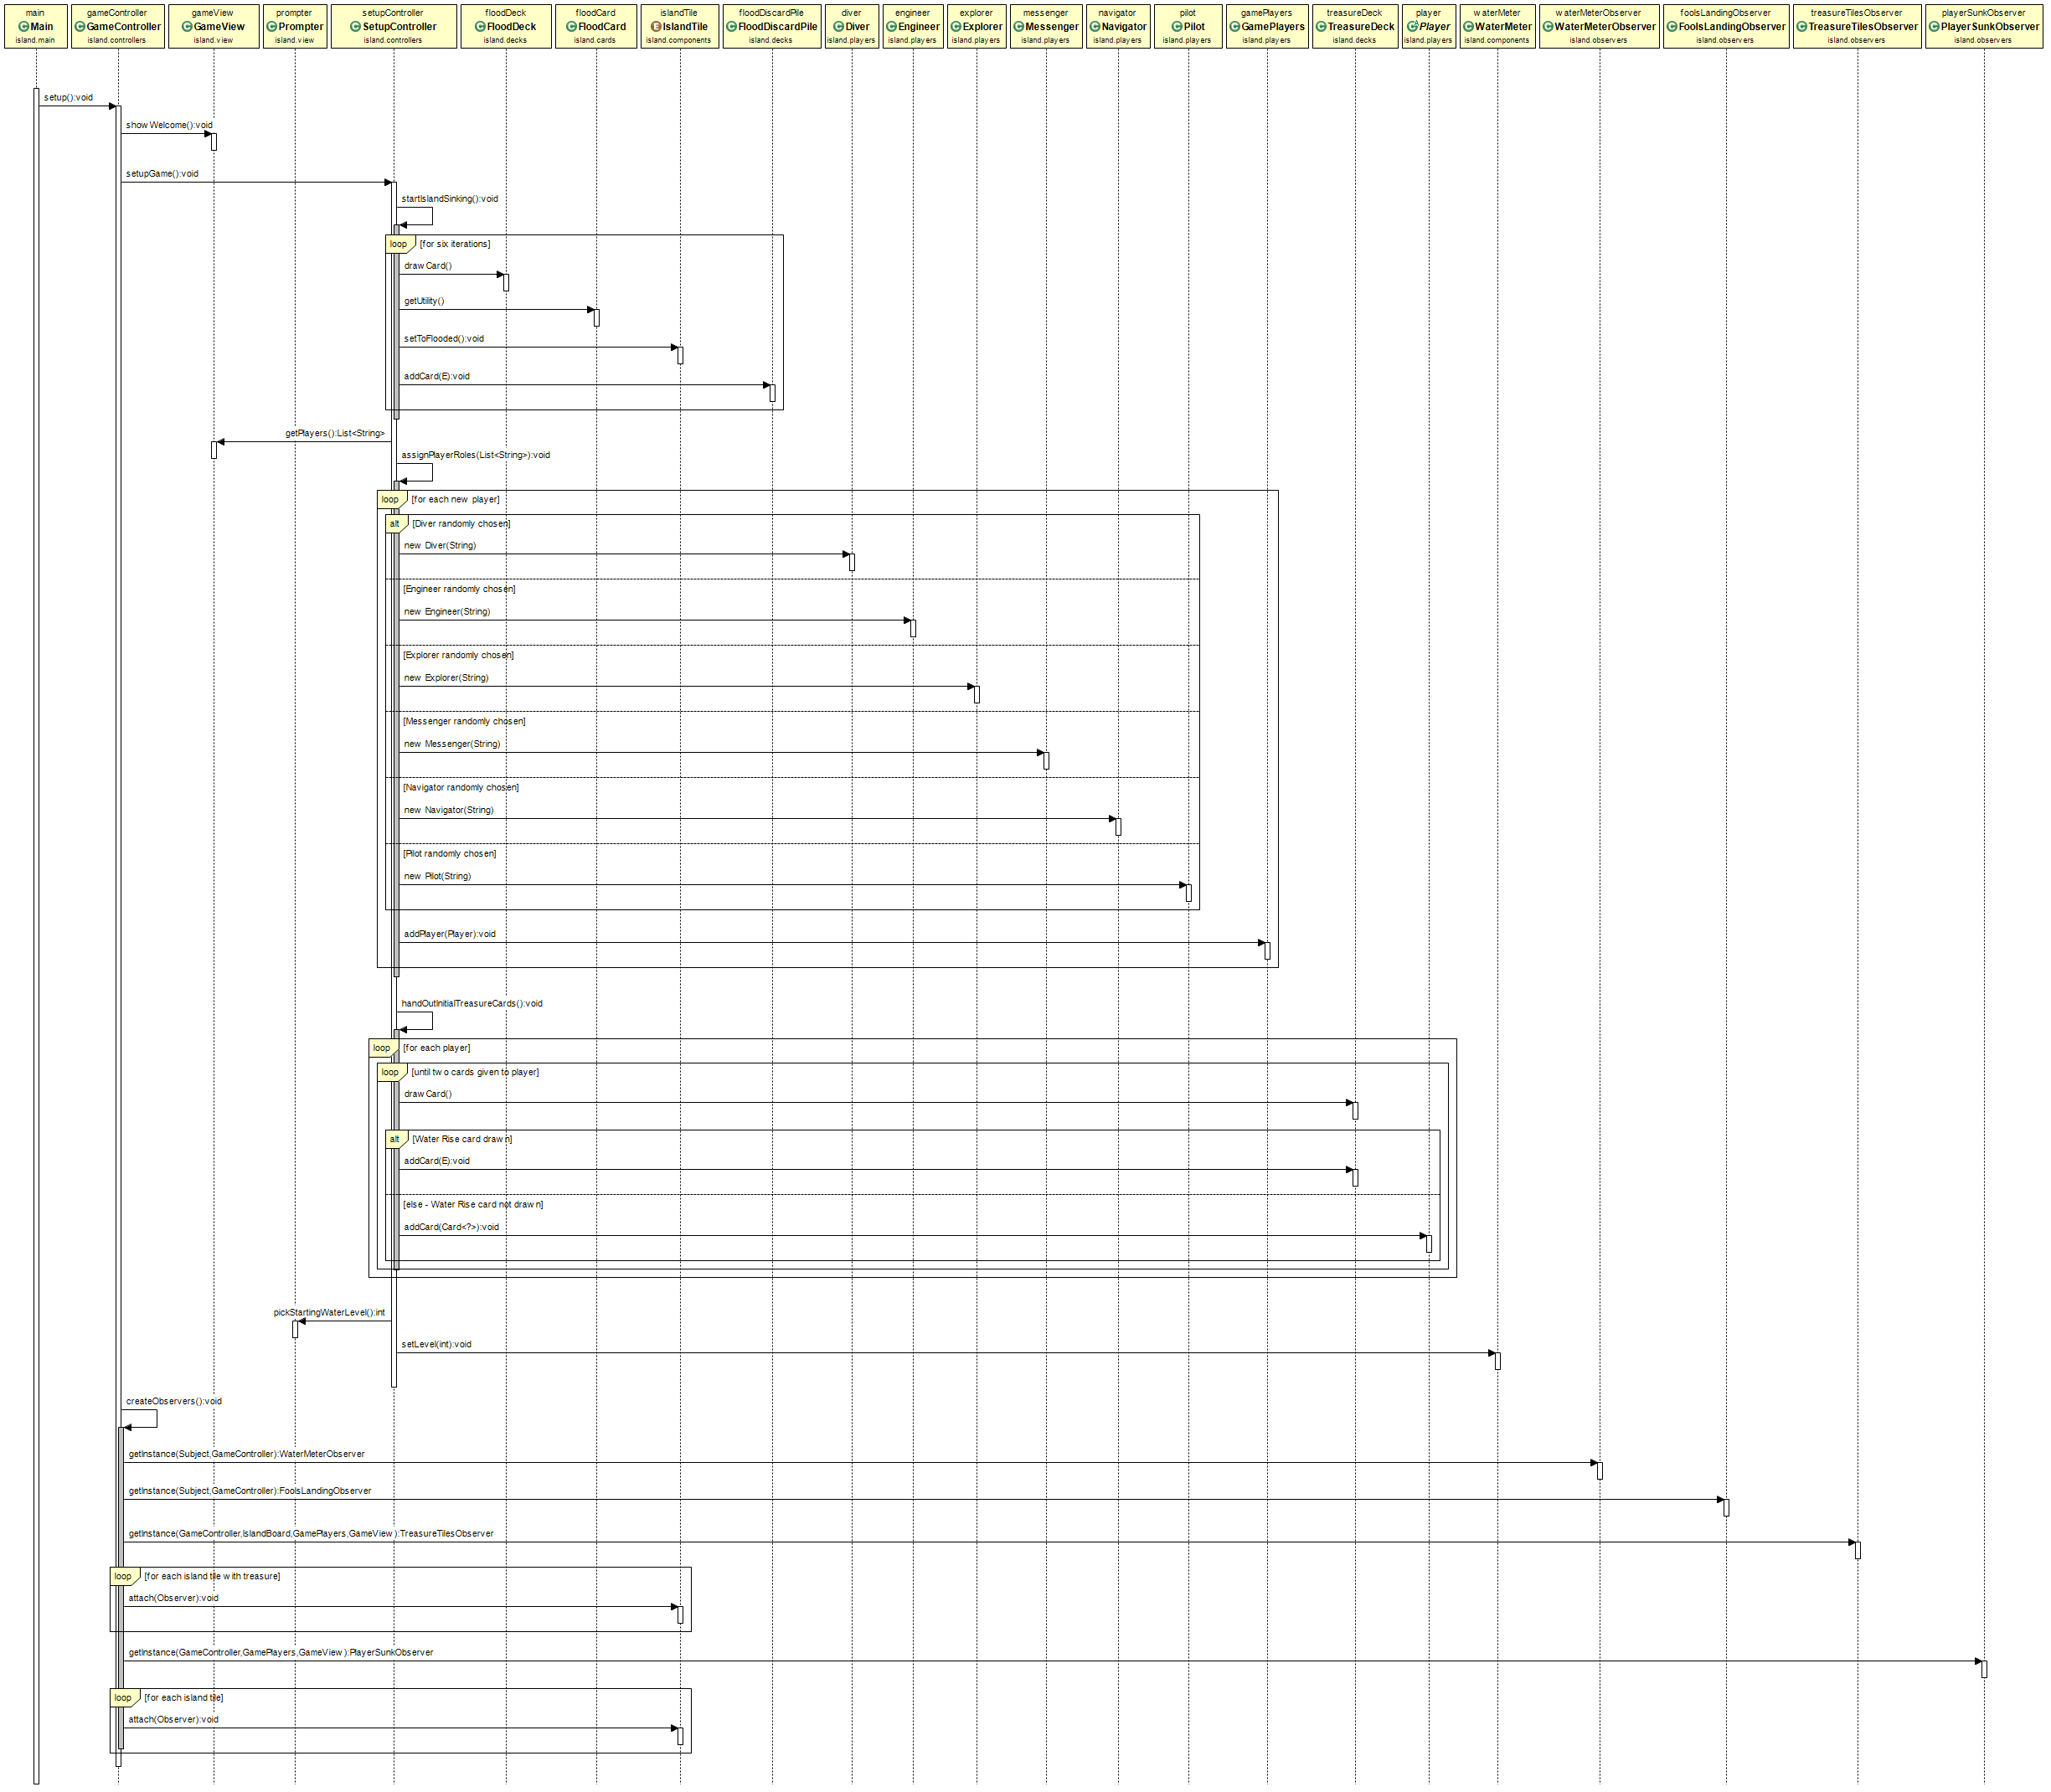 main
Main
island.main
gameController
GameController
island.controllers
gameView
GameView
island.view
prompter
Prompter
island.view
setupController
SetupController
island.controllers
floodDeck
FloodDeck
island.decks
floodCard
FloodCard
island.cards
islandTile
IslandTile
island.components
floodDiscardPile
FloodDiscardPile
island.decks
diver
Diver
island.players
engineer
Engineer
island.players
explorer
Explorer
island.players
messenger
Messenger
island.players
navigator
Navigator
island.players
pilot
Pilot
island.players
gamePlayers
GamePlayers
island.players
treasureDeck
TreasureDeck
island.decks
player
Player
island.players
waterMeter
WaterMeter
island.components
waterMeterObserver
WaterMeterObserver
island.observers
foolsLandingObserver
FoolsLandingObserver
island.observers
treasureTilesObserver
TreasureTilesObserver
island.observers
playerSunkObserver
PlayerSunkObserver
island.observers
setup():void
showWelcome():void
setupGame():void
startIslandSinking():void
loop [for six iterations]
drawCard()
getUtility()
setToFlooded():void
addCard(E):void
getPlayers():List<String>
assignPlayerRoles(List<String>):void
loop [for each new player]
alt [Diver randomly chosen]
new Diver(String)
[Engineer randomly chosen]
new Engineer(String)
[Explorer randomly chosen]
new Explorer(String)
[Messenger randomly chosen]
new Messenger(String)
[Navigator randomly chosen]
new Navigator(String)
[Pilot randomly chosen]
new Pilot(String)
addPlayer(Player):void
handOutInitialTreasureCards():void
loop [for each player]
loop [until two cards given to player]
drawCard()
alt [Water Rise card drawn]
addCard(E):void
[else - Water Rise card not drawn]
addCard(Card<?>):void
pickStartingWaterLevel():int
setLevel(int):void
createObservers():void
getInstance(Subject,GameController):WaterMeterObserver
getInstance(Subject,GameController):FoolsLandingObserver
getInstance(GameController,IslandBoard,GamePlayers,GameView):TreasureTilesObserver
loop [for each island tile with treasure]
attach(Observer):void
getInstance(GameController,GamePlayers,GameView):PlayerSunkObserver
loop [for each island tile]
attach(Observer):void